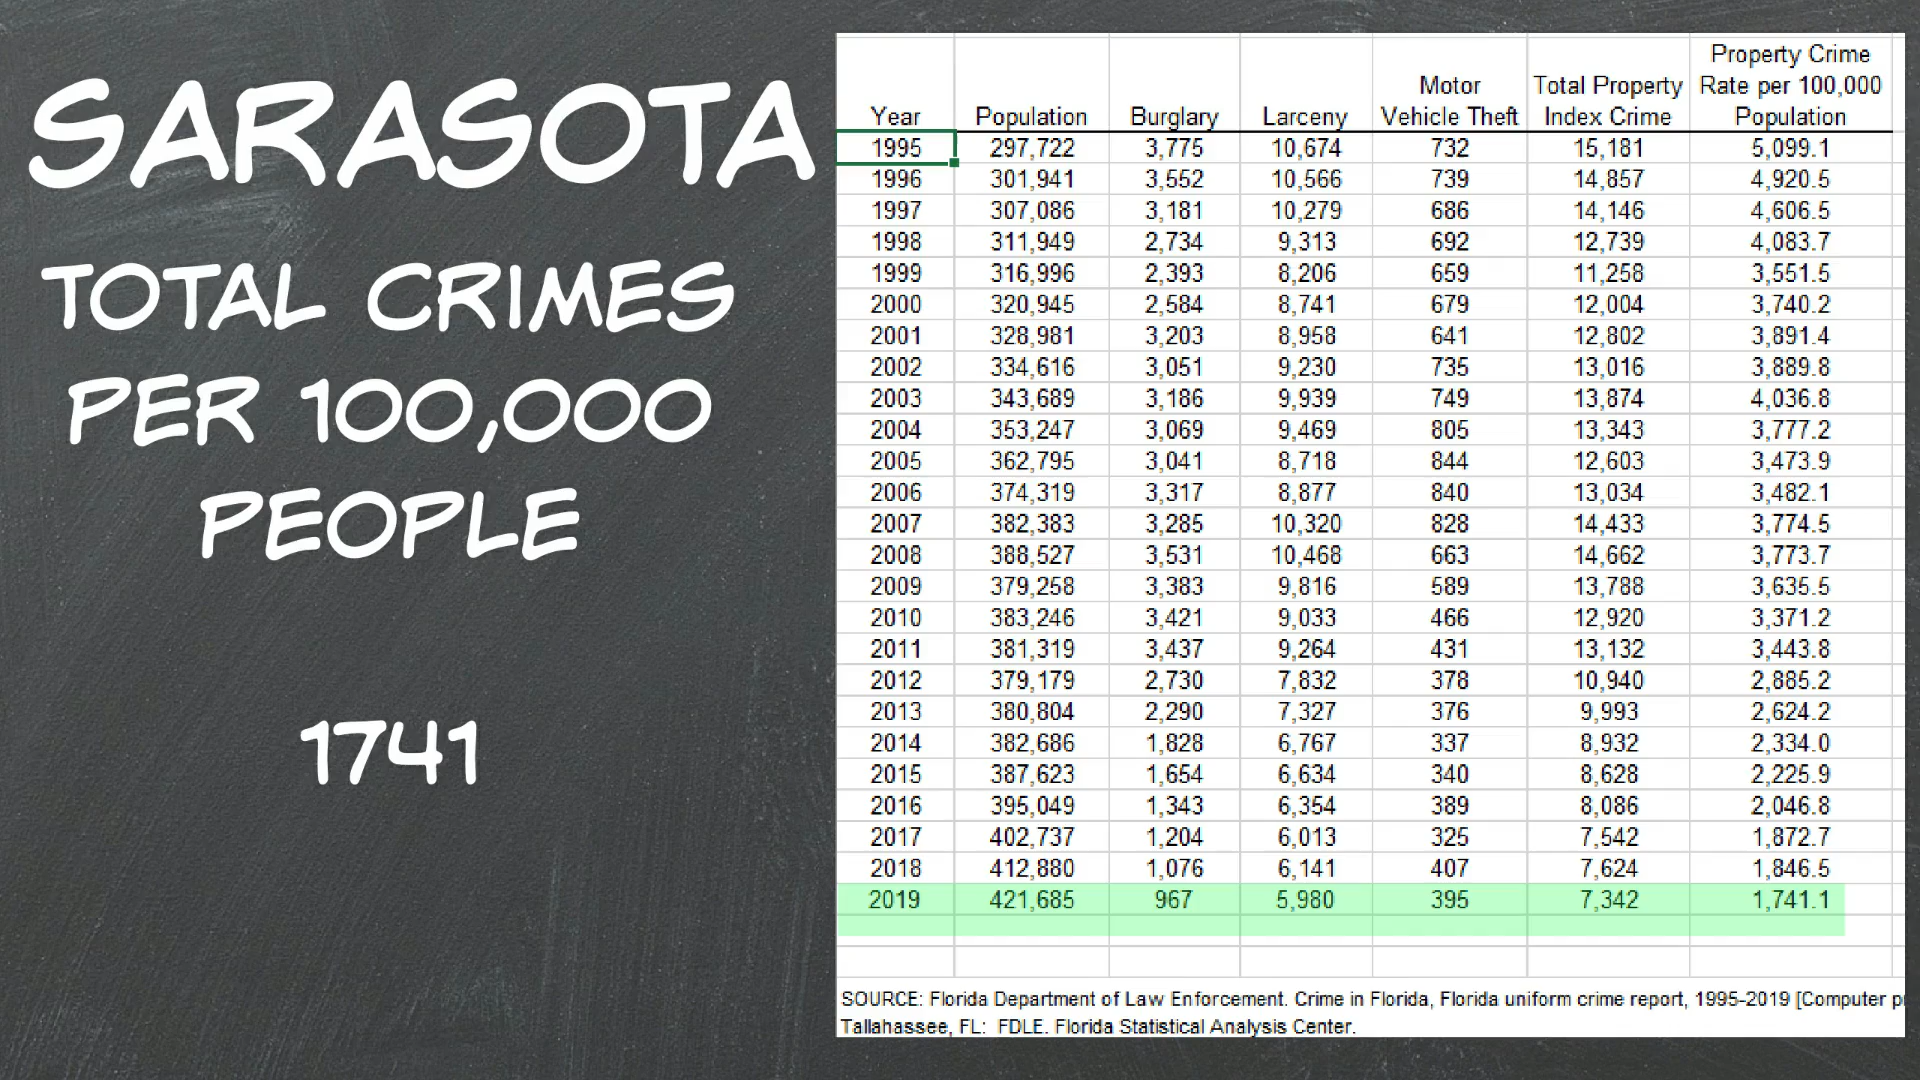 SARASOTA
TOTAL CRIMES
PER 100,000
PEOPLE
1741
Property Crime
Motor Total Property Rate per 100,000
Year Population Burglary Larceny Vehicle Theft Index Crime Population
1995 297,722 3,775 10,674 732 15,181 5,099.1
1996 301,941 3,552 10,566 739 14,857 4,920.5
1997 307,086 3,181 10,279 686 14,146 4,606.5
1998 311,949 2,734 9,313 692 12,739 4,083.7
1999 316,996 2,393 8,206 659 11,258 3,551.5
2000 320,945 2,584 8,741 679 12,004 3,740.2
2001 328,981 3,203 8,958 641 12,802 3,891.4
2002 334,616 3,051 9,230 735 13,016 3,889.8
2003 343,689 3,186 9,939 749 13,874 4,036.8
2004 353,247 3,069 9,469 805 13,343 3,777.2
2005 362,795 3,041 8,718 844 12,603 3,473.9
2006 374,319 3,317 8,877 840 13,034 3,482.1
2007 382,383 3,285 10,320 828 14,433 3,774.5
2008 388,527 3,531 10,468 663 14,662 3,773.7
2009 379,258 3,383 9,816 589 13,788 3,635.5
2010 383,246 3,421 9,033 466 12,920 3,371.2
2011 381,319 3,437 9,264 431 13,132 3,443.8
2012 379,179 2,730 7,832 378 10,940 2,885.2
2013 380,804 2,290 7,327 376 9,993 2,624.2
2014 382,686 1,828 6,767 337 8,932 2,334.0
2015 387,623 1,654 6,634 340 8,628 2,225.9
2016 395,049 1,343 6,354 389 8,086 2,046.8
2017 402,737 1,204 6,013 325 7,542 1,872.7
2018 412,880 1,076 6,141 407 7,624 1,846.5
2019 421,685 967 5,980 395 7,342 1,741.1
SOURCE: Florida Department of Law Enforcement. Crime in Florida, Florida uniform crime report, 1995-2019 [Computer
Tallahassee, FL: FDLE. Florida Statistical Analysis Center.